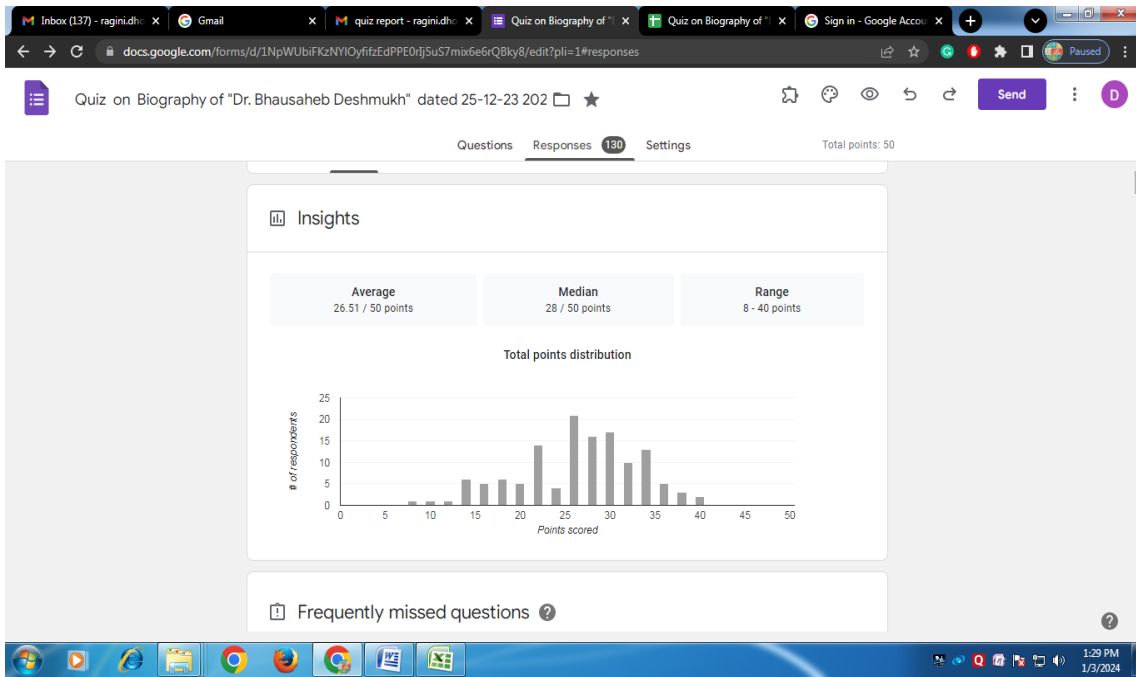 Inbox (137) - ragini.dho
Gmail
quiz report - ragini.dho
Quiz on Biography of "
Quiz on Biography of "
Sign in - Google Accou
docs.google.com/forms/d/1NpWUbiFKzNYIOyfifzEdPPE0rIj5uS7mix6e6rQBky8/edit?pli=1#responses
Paused
Quiz on Biography of "Dr. Bhausaheb Deshmukh" dated 25-12-23 202
Send
D
Questions Responses 130 Settings
Total points: 50
Insights
Average
26.51 / 50 points
Median
28 / 50 points
Range
8 - 40 points
Total points distribution
# of respondents
25
20
15
10
5
0
0 5 10 15 20 25 30 35 40 45 50
Points scored
Frequently missed questions
1:29 PM
1/3/2024